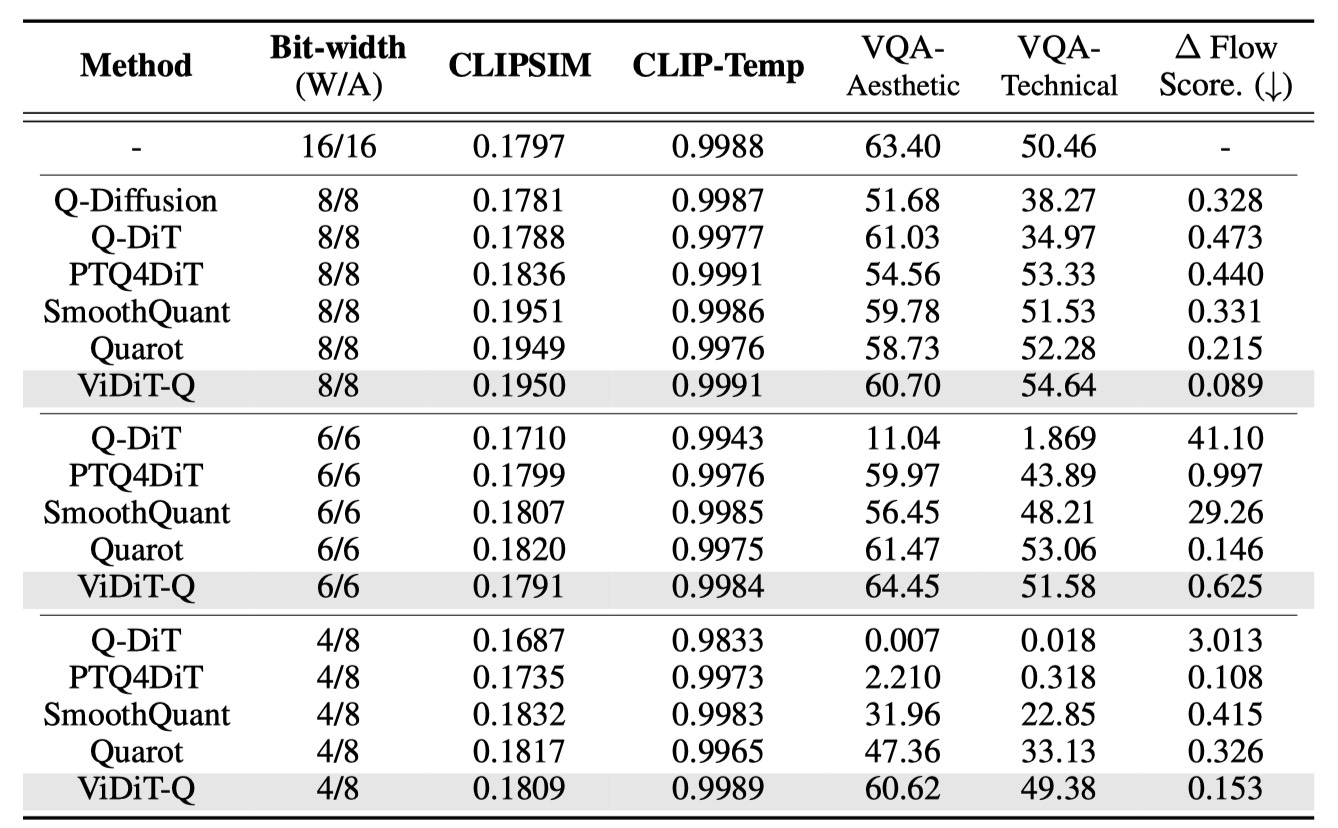 Method Bit-width (W/A) CLIPSIM CLIP-Temp VQA-Aesthetic VQA-Technical Δ Flow Score. (↓)
- 16/16 0.1797 0.9988 63.40 50.46 -
Q-Diffusion 8/8 0.1781 0.9987 51.68 38.27 0.328
Q-DiT 8/8 0.1788 0.9977 61.03 34.97 0.473
PTQ4DiT 8/8 0.1836 0.9991 54.56 53.33 0.440
SmoothQuant 8/8 0.1951 0.9986 59.78 51.53 0.331
Quarot 8/8 0.1949 0.9976 58.73 52.28 0.215
ViDiT-Q 8/8 0.1950 0.9991 60.70 54.64 0.089
Q-DiT 6/6 0.1710 0.9943 11.04 1.869 41.10
PTQ4DiT 6/6 0.1799 0.9976 59.97 43.89 0.997
SmoothQuant 6/6 0.1807 0.9985 56.45 48.21 29.26
Quarot 6/6 0.1820 0.9975 61.47 53.06 0.146
ViDiT-Q 6/6 0.1791 0.9984 64.45 51.58 0.625
Q-DiT 4/8 0.1687 0.9833 0.007 0.018 3.013
PTQ4DiT 4/8 0.1735 0.9973 2.210 0.318 0.108
SmoothQuant 4/8 0.1832 0.9983 31.96 22.85 0.415
Quarot 4/8 0.1817 0.9965 47.36 33.13 0.326
ViDiT-Q 4/8 0.1809 0.9989 60.62 49.38 0.153